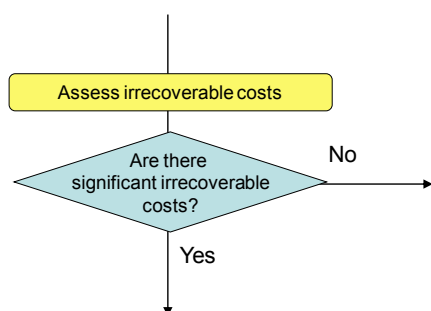 Assess irrecoverable costs
Are there
significant irrecoverable
costs?
No
Yes